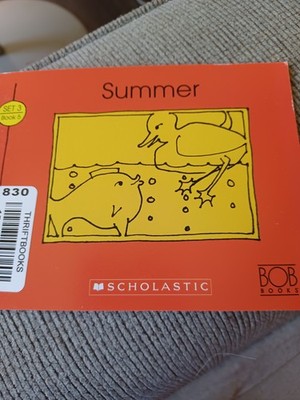 Summer
SET 3
Book 5
830
THRIFTBOOKS
SCHOLASTIC
BOB
BOOKS